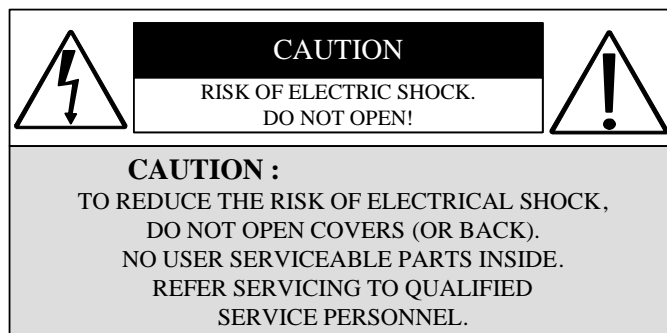 CAUTION
RISK OF ELECTRIC SHOCK.
DO NOT OPEN!
CAUTION :
TO REDUCE THE RISK OF ELECTRICAL SHOCK,
DO NOT OPEN COVERS (OR BACK).
NO USER SERVICEABLE PARTS INSIDE.
REFER SERVICING TO QUALIFIED
SERVICE PERSONNEL.